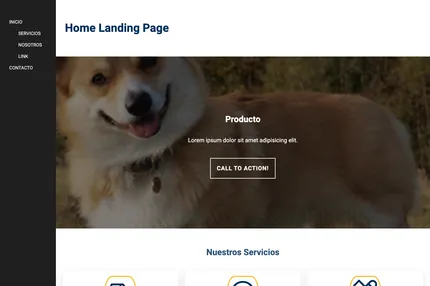 INICIO
SERVICIOS
NOSOTROS
LINK
CONTACTO
Home Landing Page
Producto
Lorem ipsum dolor sit amet adipisicing elit.
CALL TO ACTION!
Nuestros Servicios